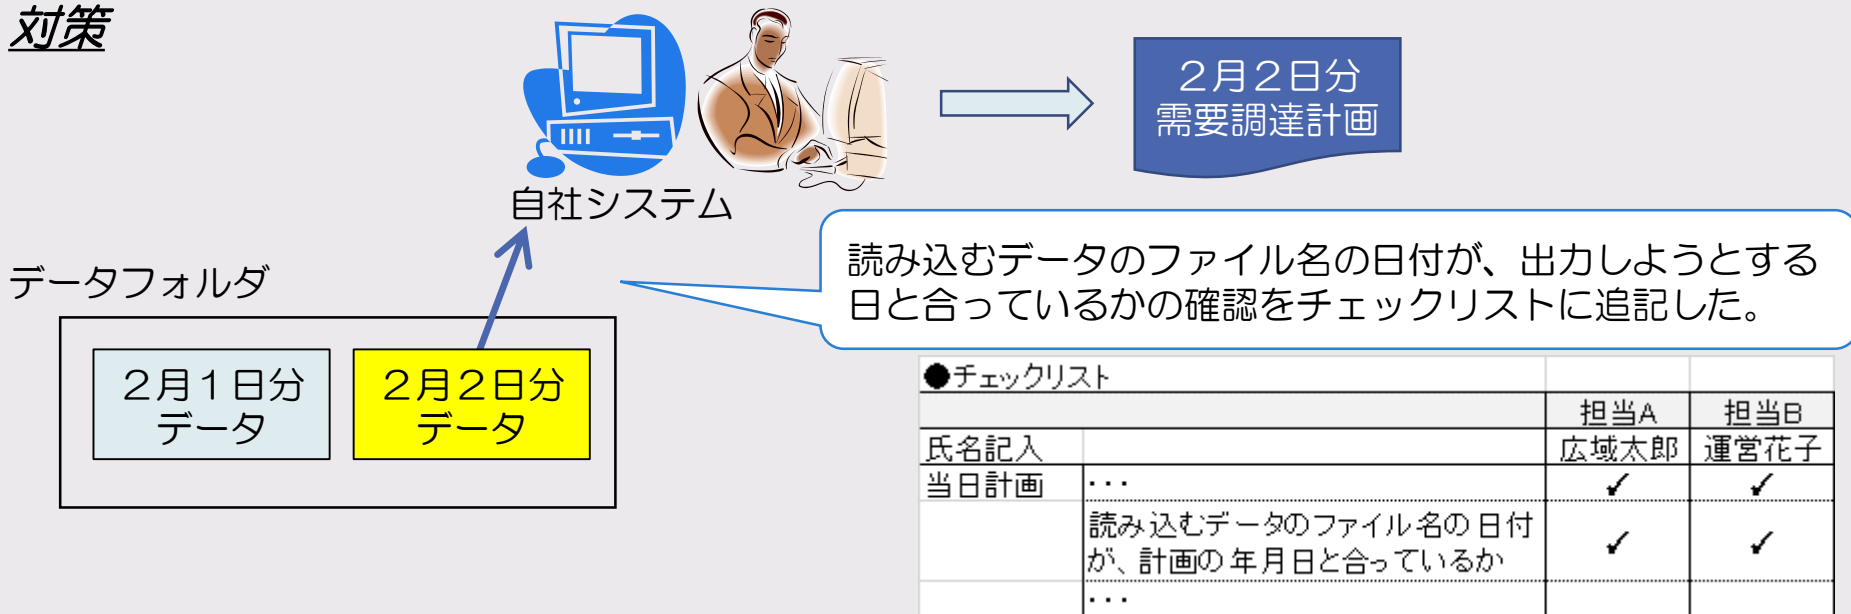 対策
２月２日分
需要調達計画
自社システム
読み込むデータのファイル名の日付が、出力しようとする
日と合っているかの確認をチェックリストに追記した。
データフォルダ
２月１日分
データ
２月２日分
データ
●チェックリスト
担当A 担当B
氏名記入 広域太郎 運営花子
当日計画 ・・・ ✓ ✓
読み込むデータのファイル名の日付
が、計画の年月日と合っているか ✓ ✓
・・・